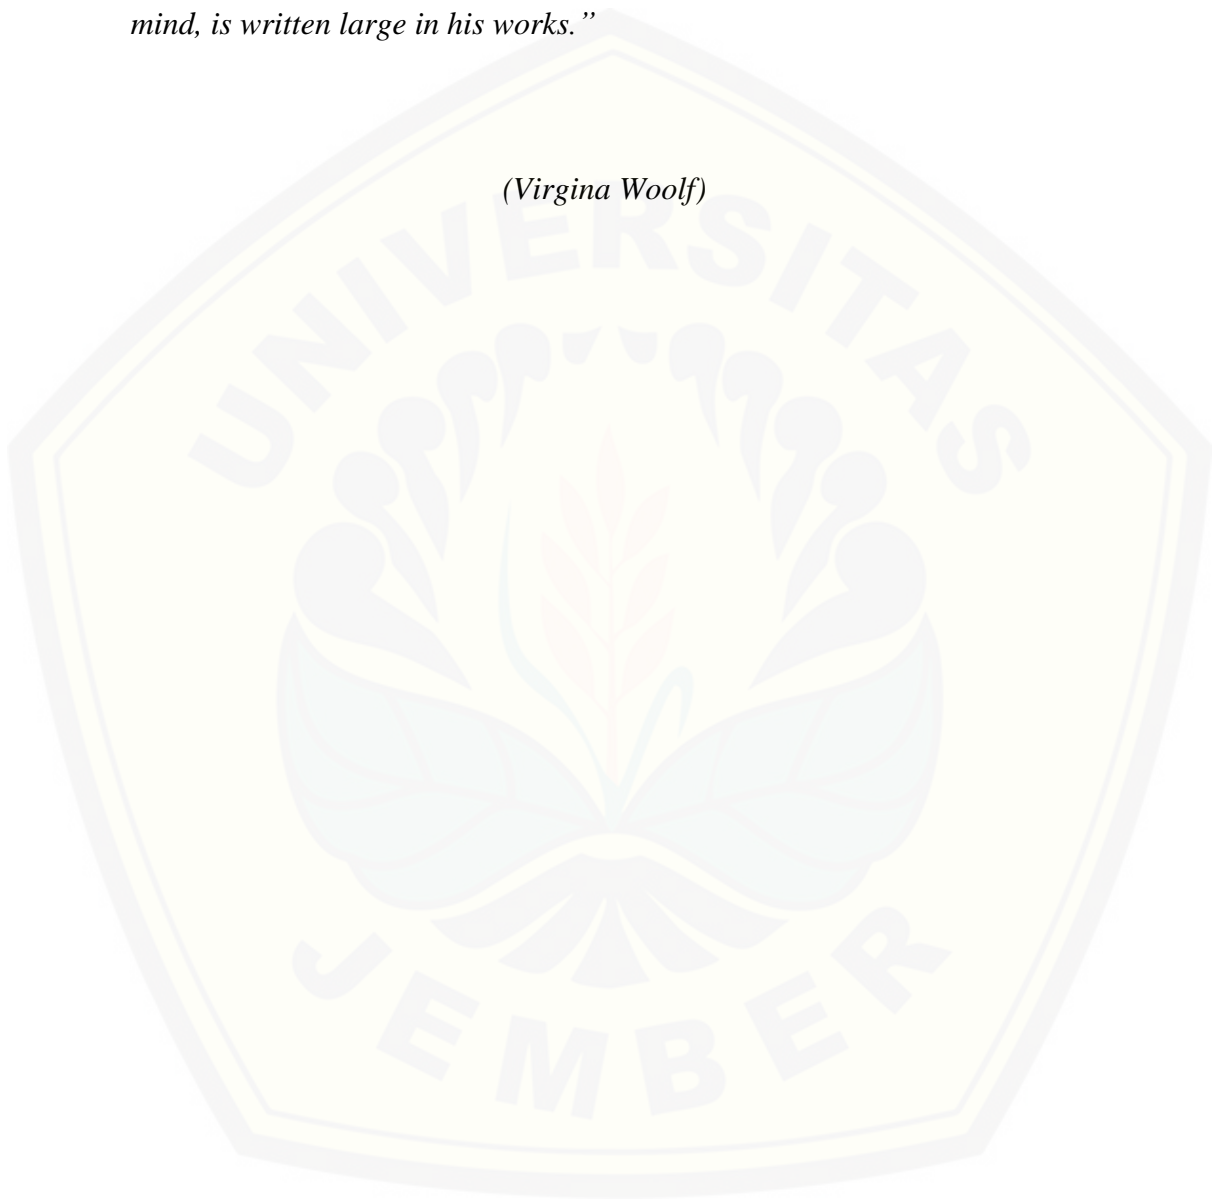 mind, is written large in his works.”
(Virgina Woolf)
UNIVERSITAS
JEMBER